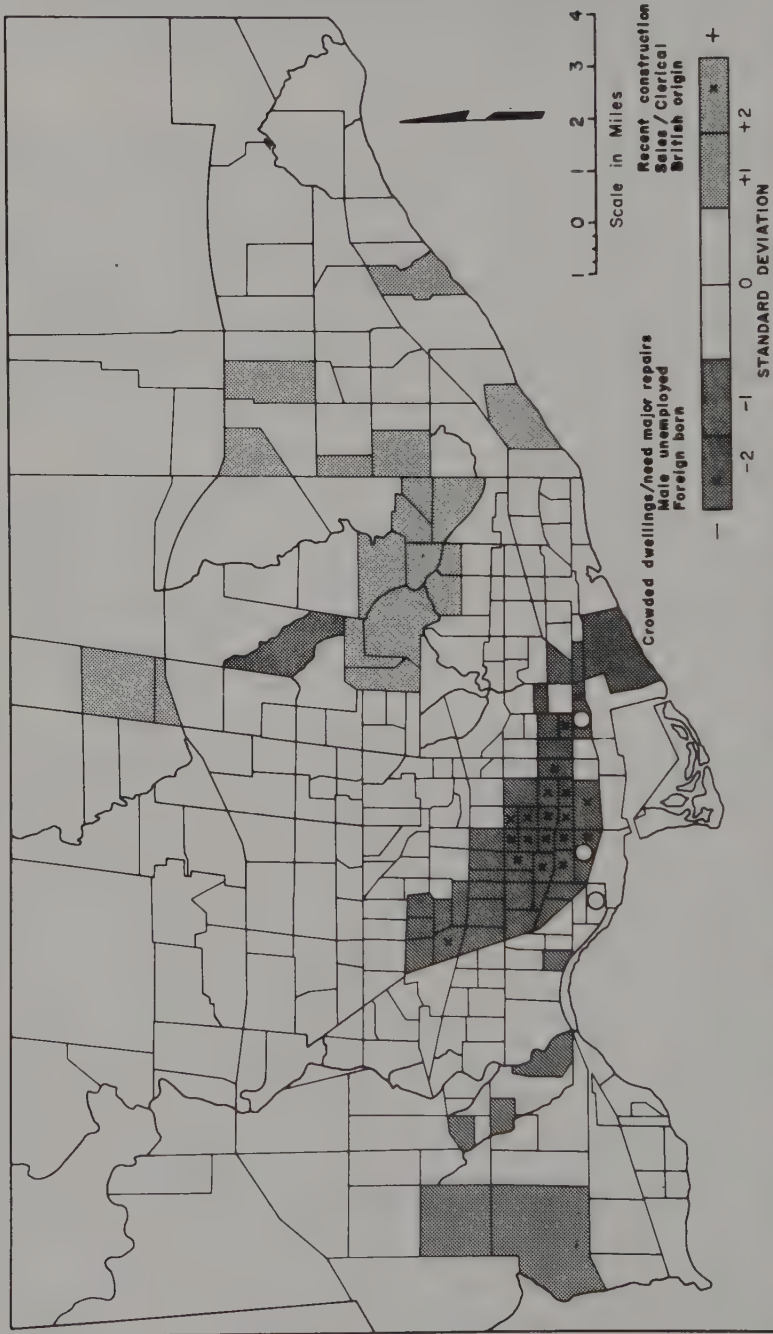 1 0 1 2 3 4
Scale in Miles
Crowded dwellings/need major repairs
Male unemployed
Foreign born
Recent construction
Sales / Clerical
British origin
− +
-2 -1 0 +1 +2
STANDARD DEVIATION